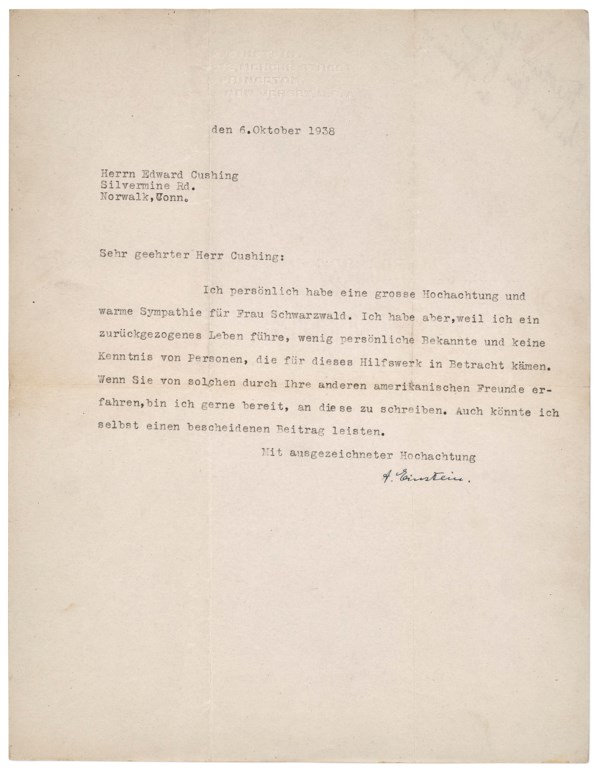 den 6.Oktober 1938
Herrn Edward Cushing
Silvermine Rd.
Norwalk,Conn.
Sehr geehrter Herr Cushing:
Ich persönlich habe eine grosse Hochachtung und
warme Sympathie für Frau Schwarzwald. Ich habe aber,weil ich ein
zurückgezogenes Leben führe, wenig persönliche Bekannte und keine
Kenntnis von Personen, die für dieses Hilfswerk in Betracht kämen.
Wenn Sie von solchen durch Ihre anderen amerikanischen Freunde er-
fahren,bin ich gerne bereit, an diese zu schreiben. Auch könnte ich
selbst einen bescheidenen Beitrag leisten.
Mit ausgezeichneter Hochachtung
A. Einstein.